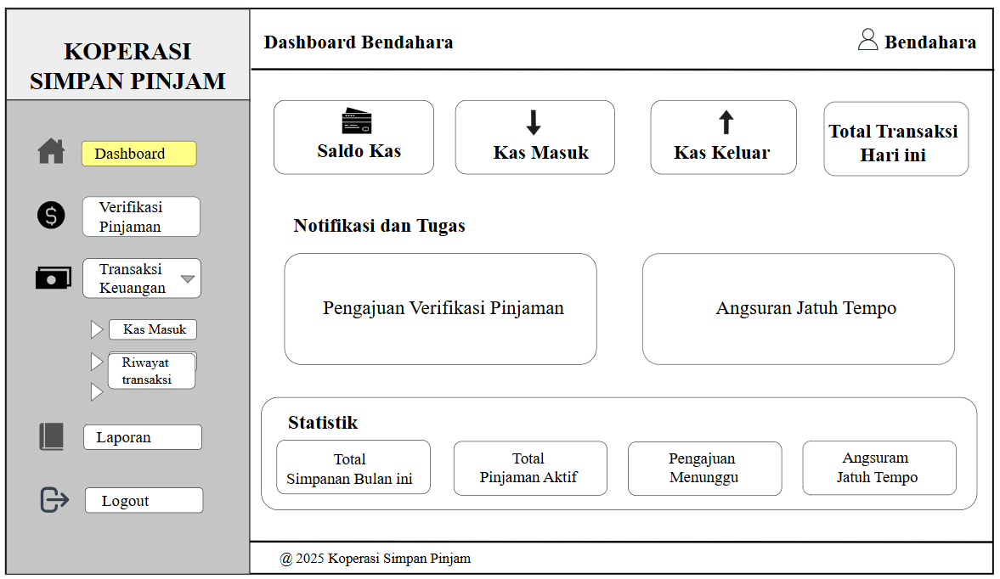 KOPERASI
SIMPAN PINJAM
Dashboard Bendahara
Bendahara
Dashboard
Verifikasi
Pinjaman
Transaksi
Keuangan
Kas Masuk
Riwayat
transaksi
Laporan
Logout
Saldo Kas
Kas Masuk
Kas Keluar
Total Transaksi
Hari ini
Notifikasi dan Tugas
Pengajuan Verifikasi Pinjaman
Angsuran Jatuh Tempo
Statistik
Total
Simpanan Bulan ini
Total
Pinjaman Aktif
Pengajuan
Menunggu
Angsuram
Jatuh Tempo
@ 2025 Koperasi Simpan Pinjam